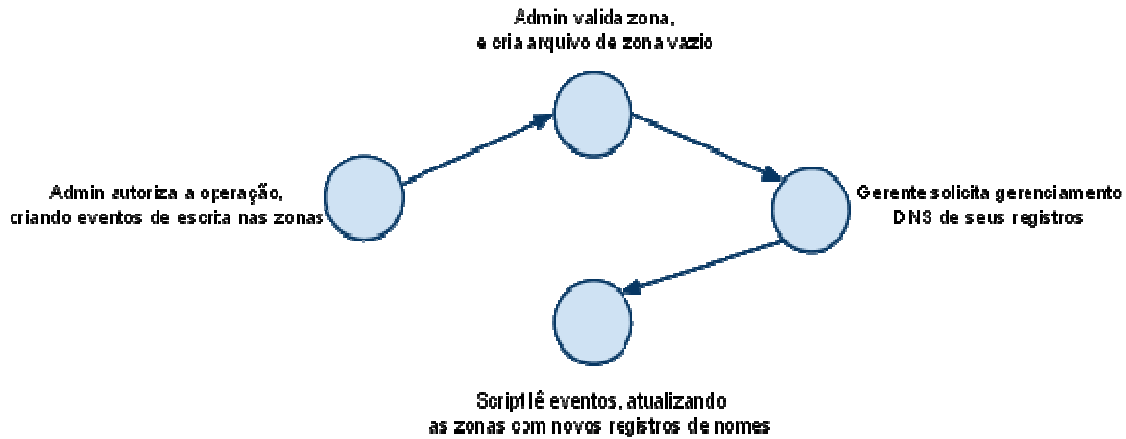 Admin valida zona,
e cria arquivo de zona vazio
Admin autoriza a operação,
criando eventos de escrita nas zonas
Gerente solicita gerenciamento
DNS de seus registros
Script lê eventos, atualizando
as zonas com novos registros de nomes